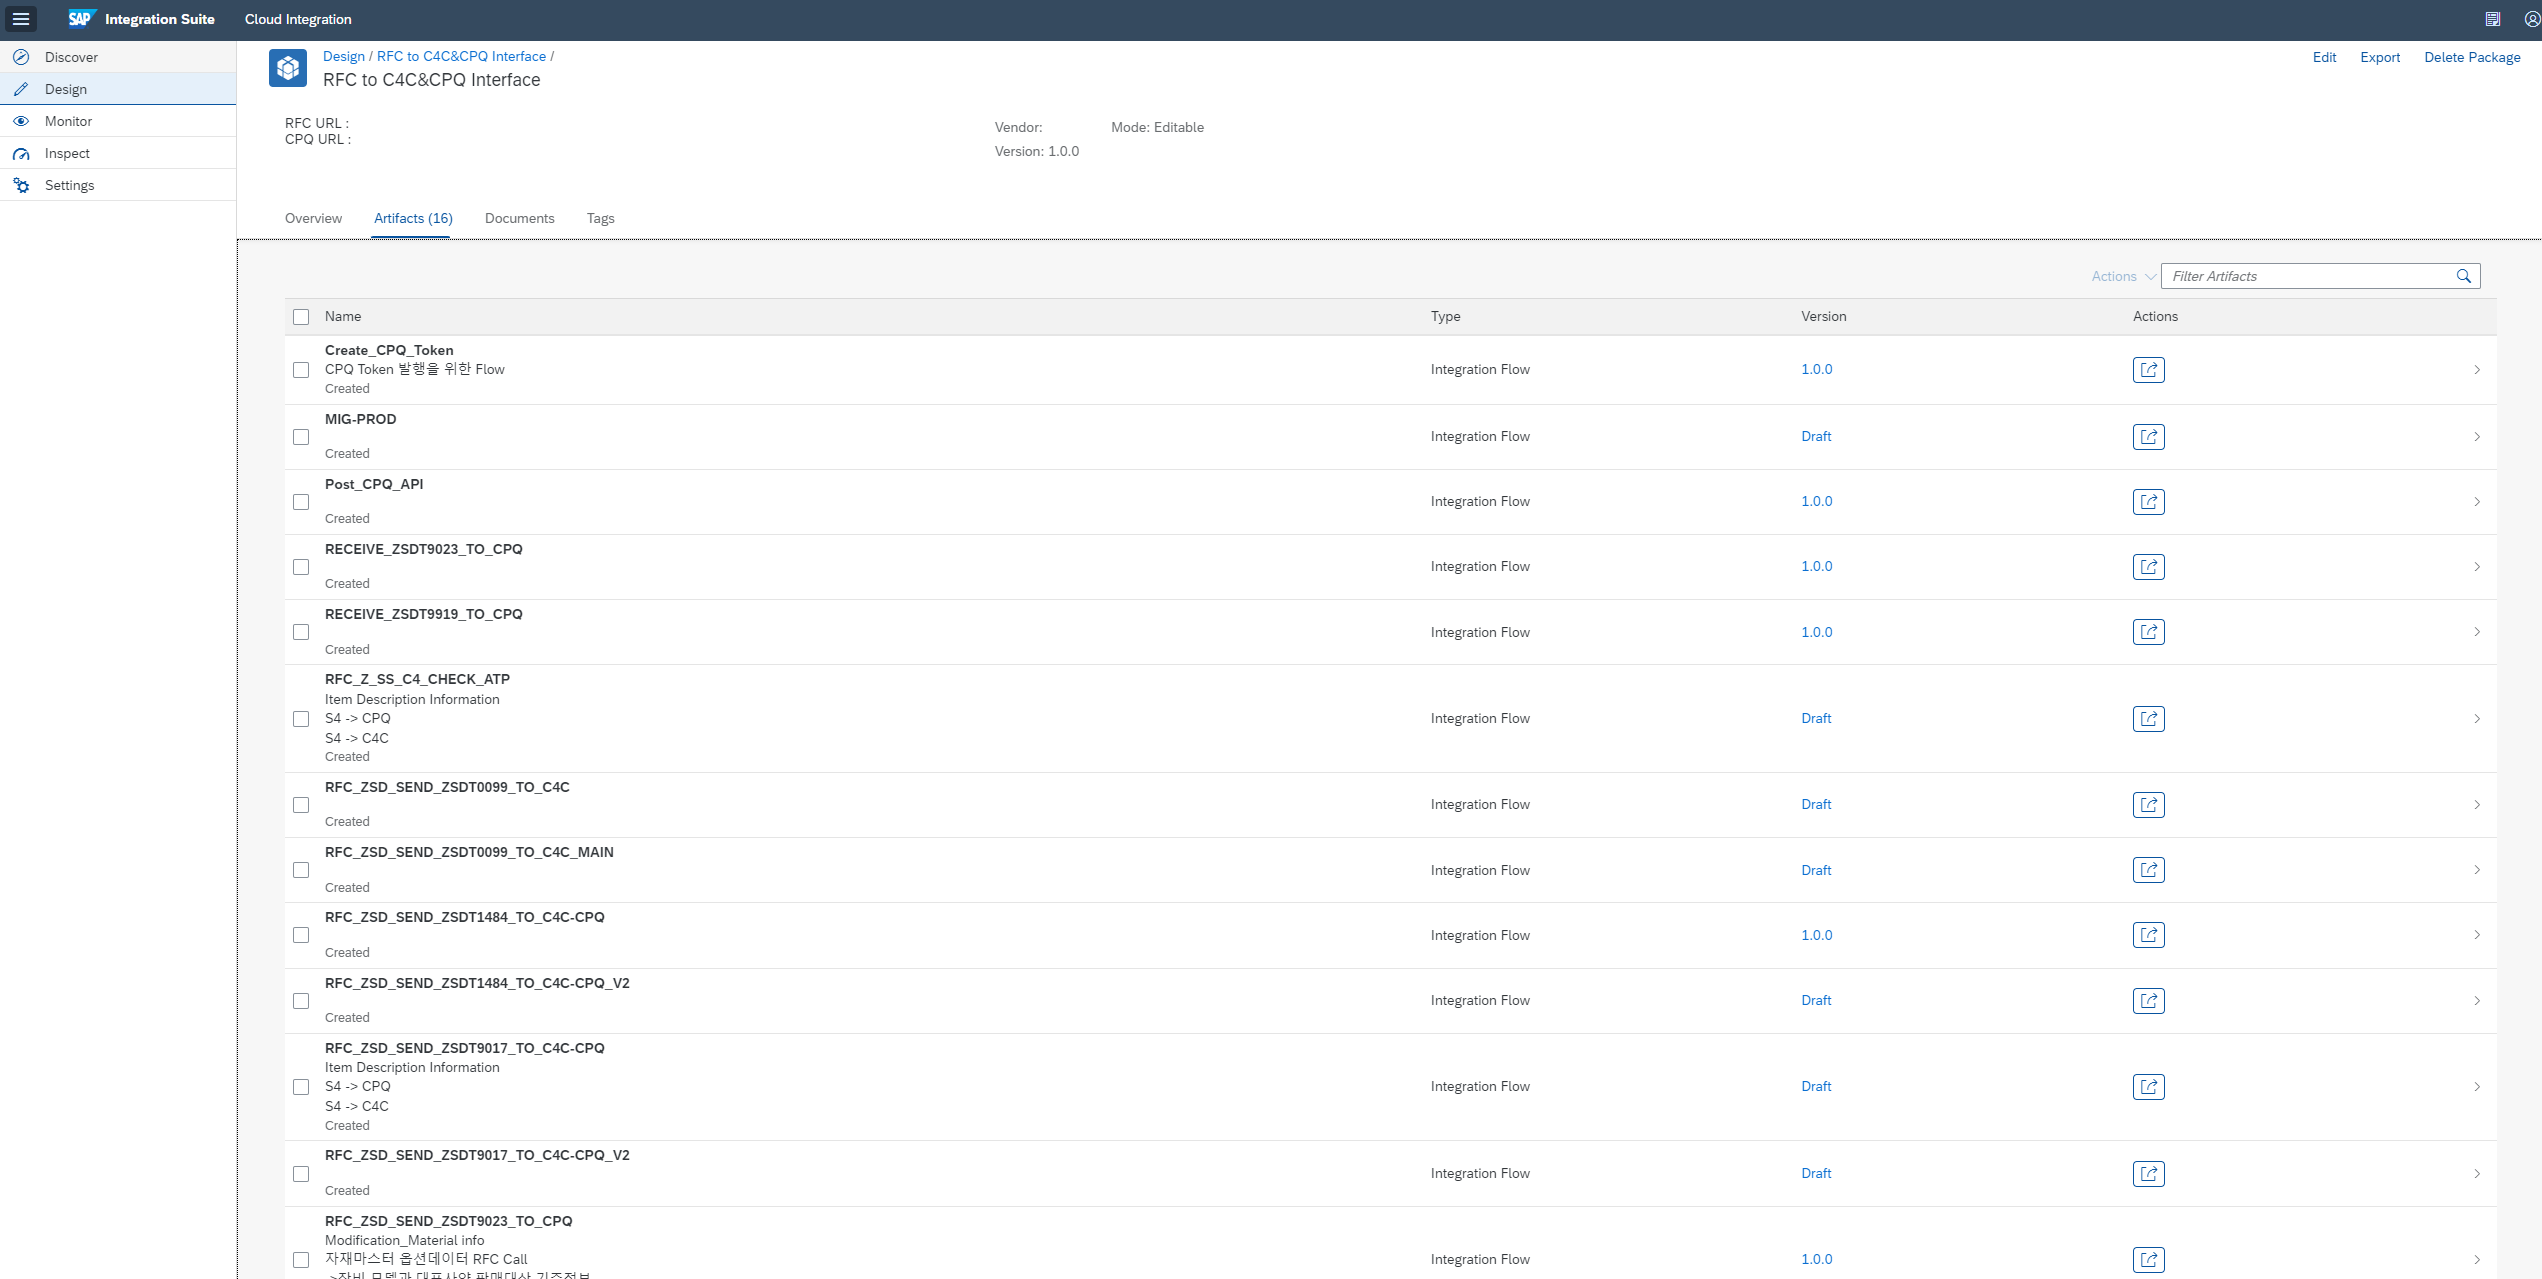 SAP Integration Suite Cloud Integration
Discover
Design
Monitor
Inspect
Settings
Design / RFC to C4C&CPQ Interface /
RFC to C4C&CPQ Interface
Edit Export Delete Package
RFC URL :
CPQ URL :
Vendor: Mode: Editable
Version: 1.0.0
Overview Artifacts (16) Documents Tags
Actions Filter Artifacts
Name Type Version Actions
Create_CPQ_Token
CPQ Token 발행을 위한 Flow
Created
Integration Flow 1.0.0
MIG-PROD
Created
Integration Flow Draft
Post_CPQ_API
Created
Integration Flow 1.0.0
RECEIVE_ZSDT9023_TO_CPQ
Created
Integration Flow 1.0.0
RECEIVE_ZSDT9919_TO_CPQ
Created
Integration Flow 1.0.0
RFC_Z_SS_C4_CHECK_ATP
Item Description Information
S4 -> CPQ
S4 -> C4C
Created
Integration Flow Draft
RFC_ZSD_SEND_ZSDT0099_TO_C4C
Created
Integration Flow Draft
RFC_ZSD_SEND_ZSDT0099_TO_C4C_MAIN
Created
Integration Flow Draft
RFC_ZSD_SEND_ZSDT1484_TO_C4C-CPQ
Created
Integration Flow 1.0.0
RFC_ZSD_SEND_ZSDT1484_TO_C4C-CPQ_V2
Created
Integration Flow Draft
RFC_ZSD_SEND_ZSDT9017_TO_C4C-CPQ
Item Description Information
S4 -> CPQ
S4 -> C4C
Created
Integration Flow Draft
RFC_ZSD_SEND_ZSDT9017_TO_C4C-CPQ_V2
Created
Integration Flow Draft
RFC_ZSD_SEND_ZSDT9023_TO_CPQ
Modification_Material info
자재마스터 옵션데이터 RFC Call
Integration Flow 1.0.0